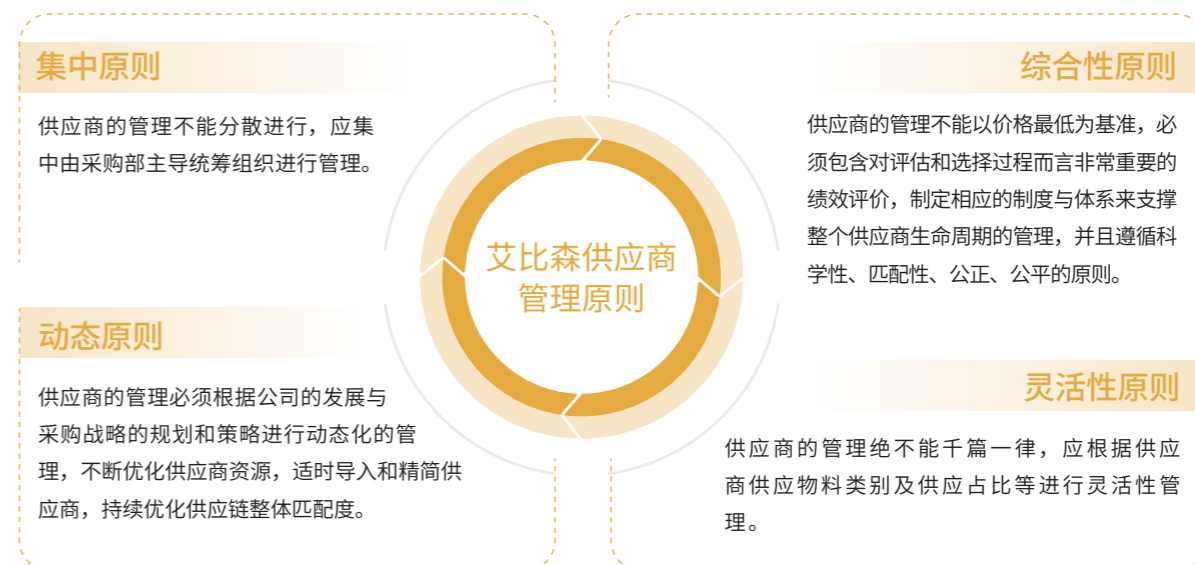 集中原则
供应商的管理不能分散进行，应集
中由采购部主导统筹组织进行管理。
综合性原则
供应商的管理不能以价格最低为基准，必
须包含对评估和选择过程而言非常重要的
绩效评价，制定相应的制度与体系来支撑
整个供应商生命周期的管理，并且遵循科
学性、匹配性、公正、公平的原则。
艾比森供应商
管理原则
动态原则
供应商的管理必须根据公司的发展与
采购战略的规划和策略进行动态化的管
理，不断优化供应商资源，适时导入和精简供
应商，持续优化供应链整体匹配度。
灵活性原则
供应商的管理绝不能千篇一律，应根据供应
商供应物料类别及供应占比等进行灵活性管
理。